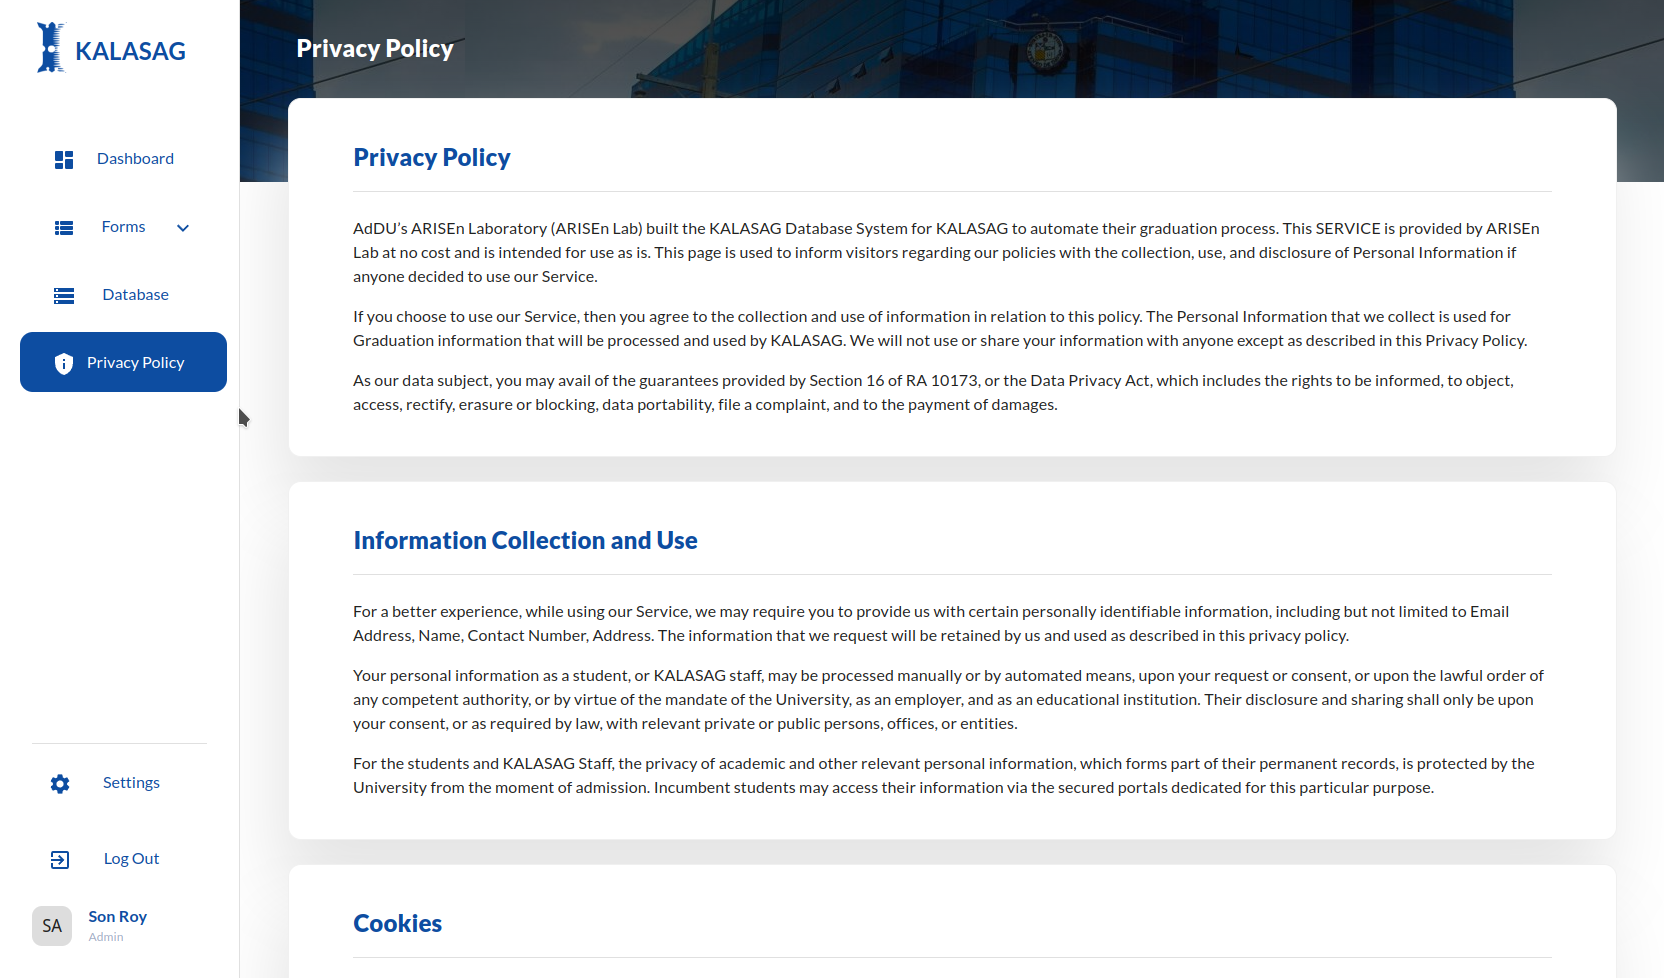 KALASAG
Dashboard
Forms
Database
Privacy Policy
Settings
Log Out
SA
Son Roy
Admin
Privacy Policy
Privacy Policy
AdDU’s ARISEn Laboratory (ARISEn Lab) built the KALASAG Database System for KALASAG to automate their graduation process. This SERVICE is provided by ARISEn
Lab at no cost and is intended for use as is. This page is used to inform visitors regarding our policies with the collection, use, and disclosure of Personal Information if
anyone decided to use our Service.
If you choose to use our Service, then you agree to the collection and use of information in relation to this policy. The Personal Information that we collect is used for
Graduation information that will be processed and used by KALASAG. We will not use or share your information with anyone except as described in this Privacy Policy.
As our data subject, you may avail of the guarantees provided by Section 16 of RA 10173, or the Data Privacy Act, which includes the rights to be informed, to object,
access, rectify, erasure or blocking, data portability, file a complaint, and to the payment of damages.
Information Collection and Use
For a better experience, while using our Service, we may require you to provide us with certain personally identifiable information, including but not limited to Email
Address, Name, Contact Number, Address. The information that we request will be retained by us and used as described in this privacy policy.
Your personal information as a student, or KALASAG staff, may be processed manually or by automated means, upon your request or consent, or upon the lawful order of
any competent authority, or by virtue of the mandate of the University, as an employer, and as an educational institution. Their disclosure and sharing shall only be upon
your consent, or as required by law, with relevant private or public persons, offices, or entities.
For the students and KALASAG Staff, the privacy of academic and other relevant personal information, which forms part of their permanent records, is protected by the
University from the moment of admission. Incumbent students may access their information via the secured portals dedicated for this particular purpose.
Cookies